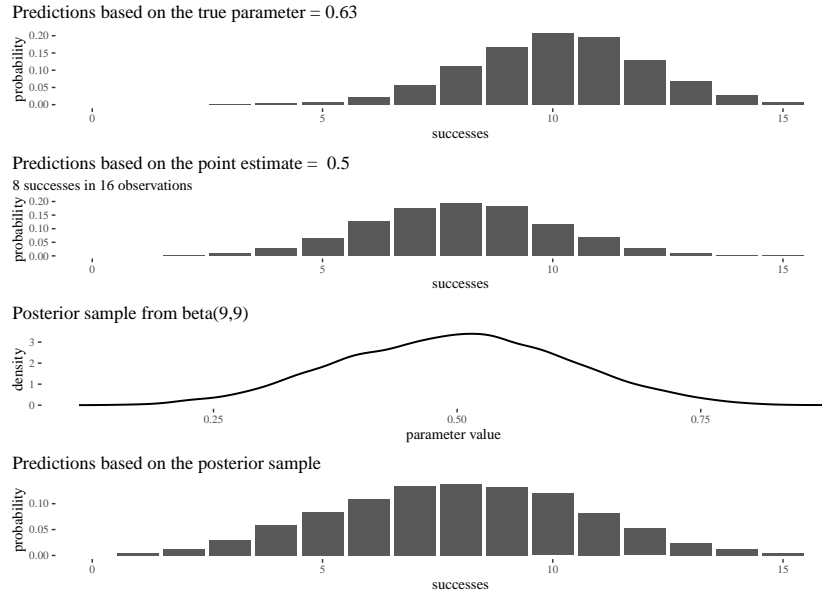 Predictions based on the true parameter = 0.63
probability
0.20
0.15
0.10
0.05
0.00
0 5 10 15
successes
Predictions based on the point estimate =  0.5
8 successes in 16 observations
probability
0.20
0.15
0.10
0.05
0.00
0 5 10 15
successes
Posterior sample from beta(9,9)
density
3
2
1
0
0.25 0.50 0.75
parameter value
Predictions based on the posterior sample
probability
0.10
0.05
0.00
0 5 10 15
successes